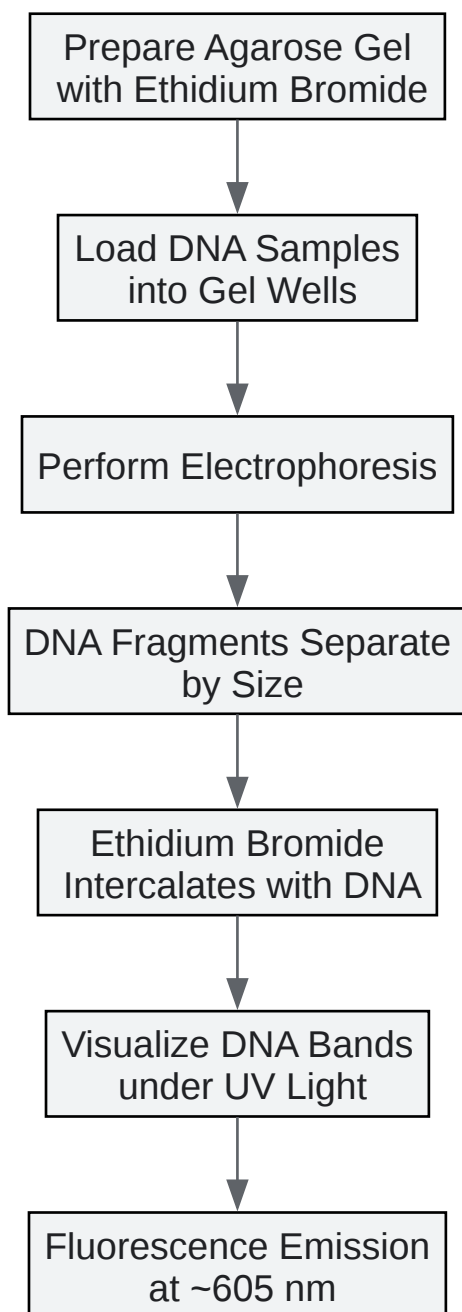 Prepare Agarose Gel
with Ethidium Bromide
Load DNA Samples
into Gel Wells
Perform Electrophoresis
DNA Fragments Separate
by Size
Ethidium Bromide
Intercalates with DNA
Visualize DNA Bands
under UV Light
Fluorescence Emission
at ~605 nm